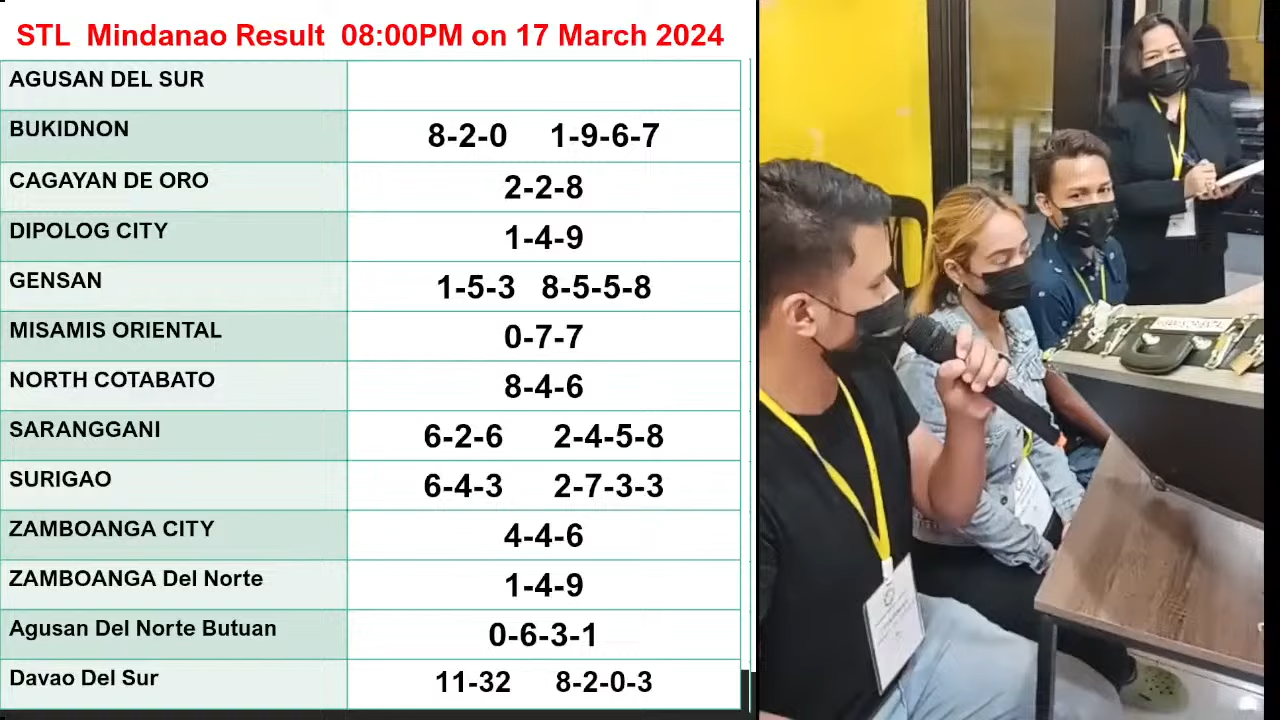 STL Mindanao Result 08:00PM on 17 March 2024
AGUSAN DEL SUR
BUKIDNON 8-2-0 1-9-6-7
CAGAYAN DE ORO 2-2-8
DIPOLOG CITY 1-4-9
GENSAN 1-5-3 8-5-5-8
MISAMIS ORIENTAL 0-7-7
NORTH COTABATO 8-4-6
SARANGGANI 6-2-6 2-4-5-8
SURIGAO 6-4-3 2-7-3-3
ZAMBOANGA CITY 4-4-6
ZAMBOANGA Del Norte 1-4-9
Agusan Del Norte Butuan 0-6-3-1
Davao Del Sur 11-32 8-2-0-3